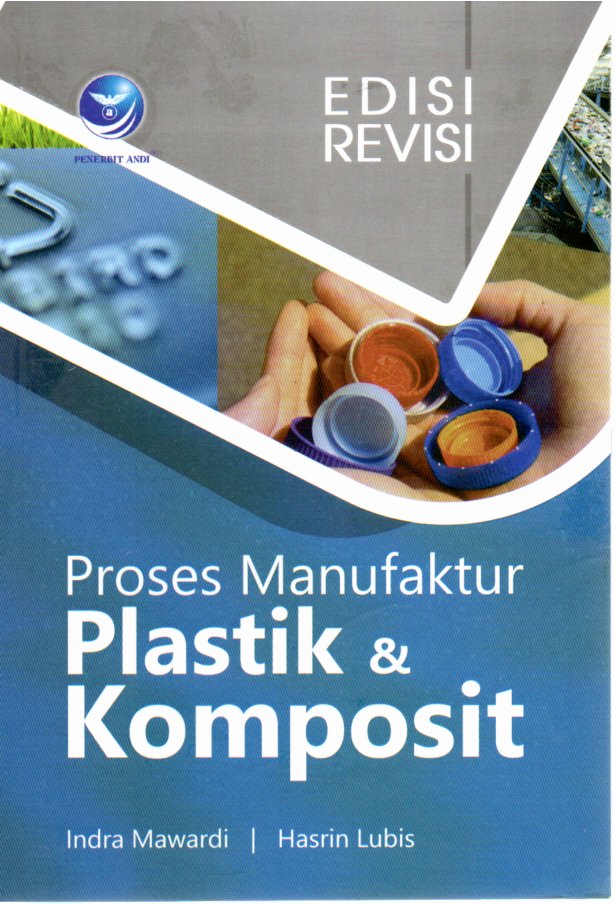 EDISI
REVISI
a
PENERBIT ANDI®
Proses Manufaktur
Plastik &
Komposit
Indra Mawardi | Hasrin Lubis